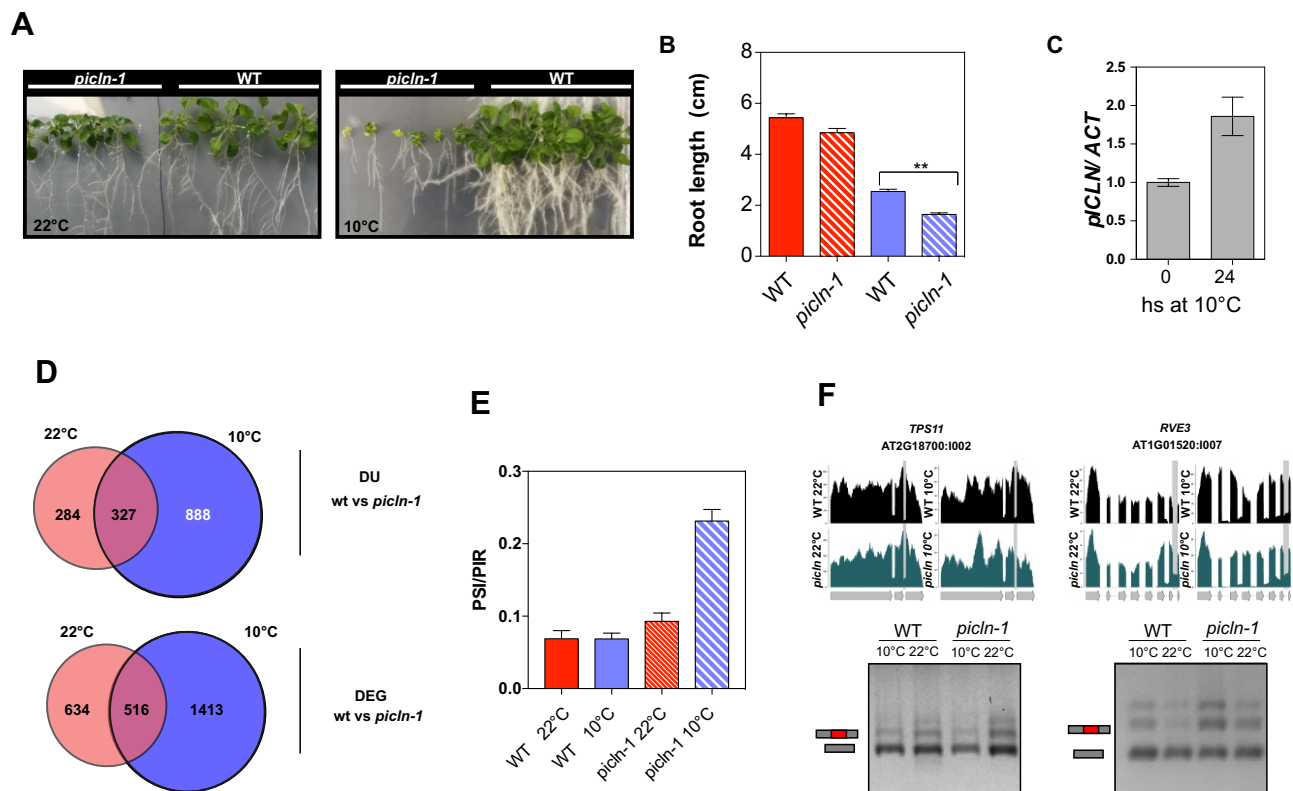 A
picln-1 WT
22°C
picln-1 WT
10°C
B
Root length (cm)
8
6
4
2
0
**
WT
picln-1
WT
picln-1
C
pICLN/ ACT
2.5
2.0
1.5
1.0
0.5
0.0
0 24
hs at 10°C
D
22°C
10°C
284 327 888
DU
wt vs picln-1
22°C
10°C
634 516 1413
DEG
wt vs picln-1
E
PSI/PIR
0.3
0.2
0.1
0.0
WT 22°C
WT 10°C
picln-1 22°C
picln-1 10°C
F
TPS11
AT2G18700:I002
WT 22°C
WT 10°C
picln 22°C
picln 10°C
RVE3
AT1G01520:I007
WT 22°C
WT 10°C
picln 22°C
picln 10°C
WT picln-1
10°C 22°C 10°C 22°C
WT picln-1
10°C 22°C 10°C 22°C